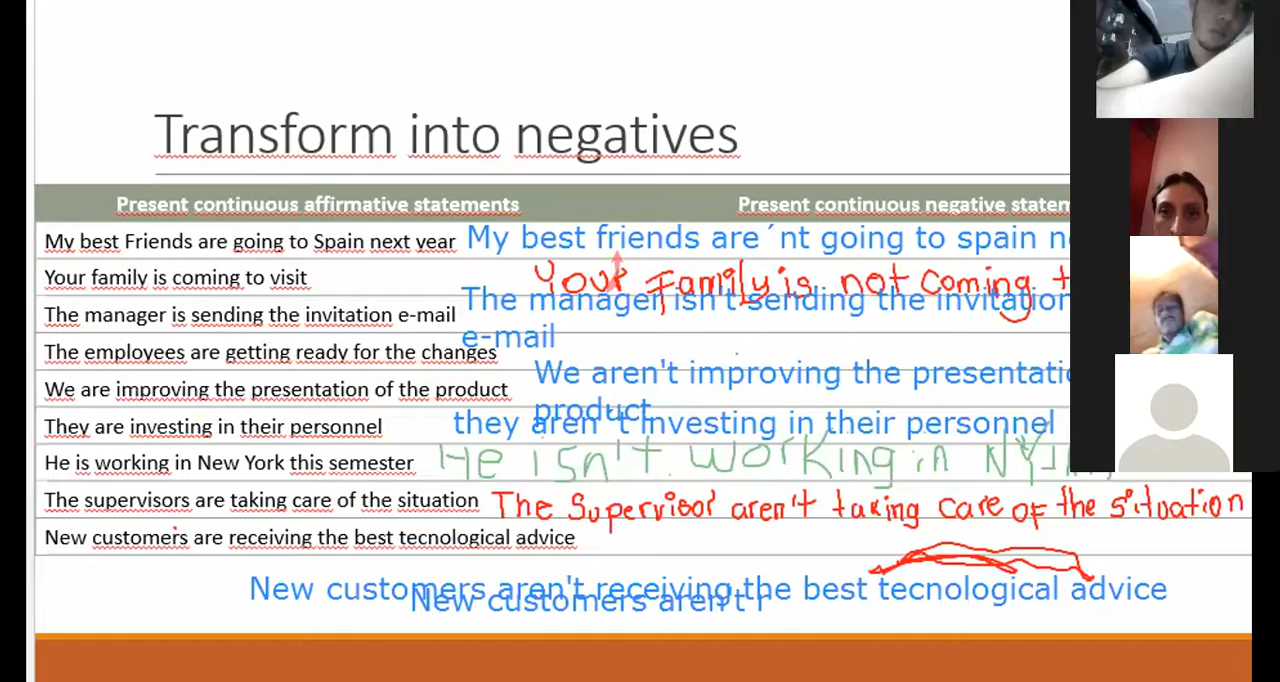 Transform into negatives
Present continuous affirmative statements
Present continuous negative
My best Friends are going to Spain next year
My best friends are´nt going to spain
Your family is coming to visit
Your Family is not coming
The manager is sending the invitation e-mail
The manager isn't sending the invitation
e-mail
The employees are getting ready for the changes
We are improving the presentation of the product
We aren't improving the
product
They are investing in their personnel
they aren't investing in their personnel
He is working in New York this semester
He isn't working in NY
The supervisors are taking care of the situation
The Supervisor aren't taking care of the situation
New customers are receiving the best tecnological advice
New customers aren't receiving the best tecnological advice
New customers aren't r